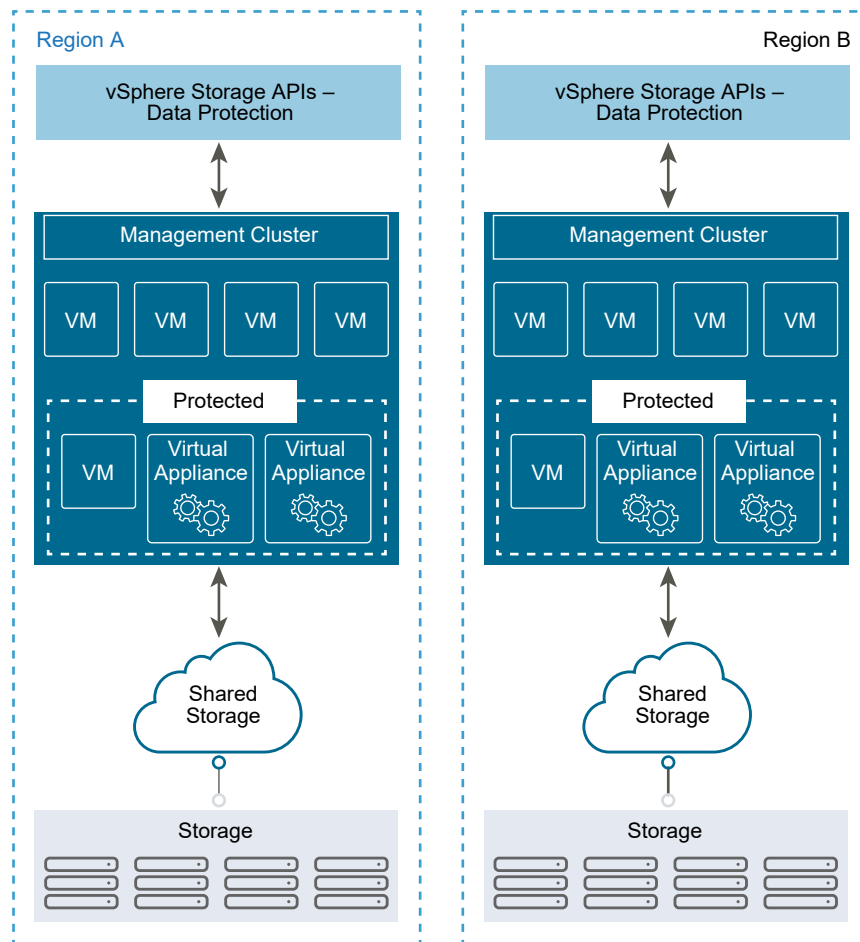 Region A
vSphere Storage APIs –
Data Protection
Management Cluster
VM
VM
VM
VM
Protected
VM
Virtual
Appliance
Virtual
Appliance
Shared
Storage
Storage
Region B
vSphere Storage APIs –
Data Protection
Management Cluster
VM
VM
VM
VM
Protected
VM
Virtual
Appliance
Virtual
Appliance
Shared
Storage
Storage